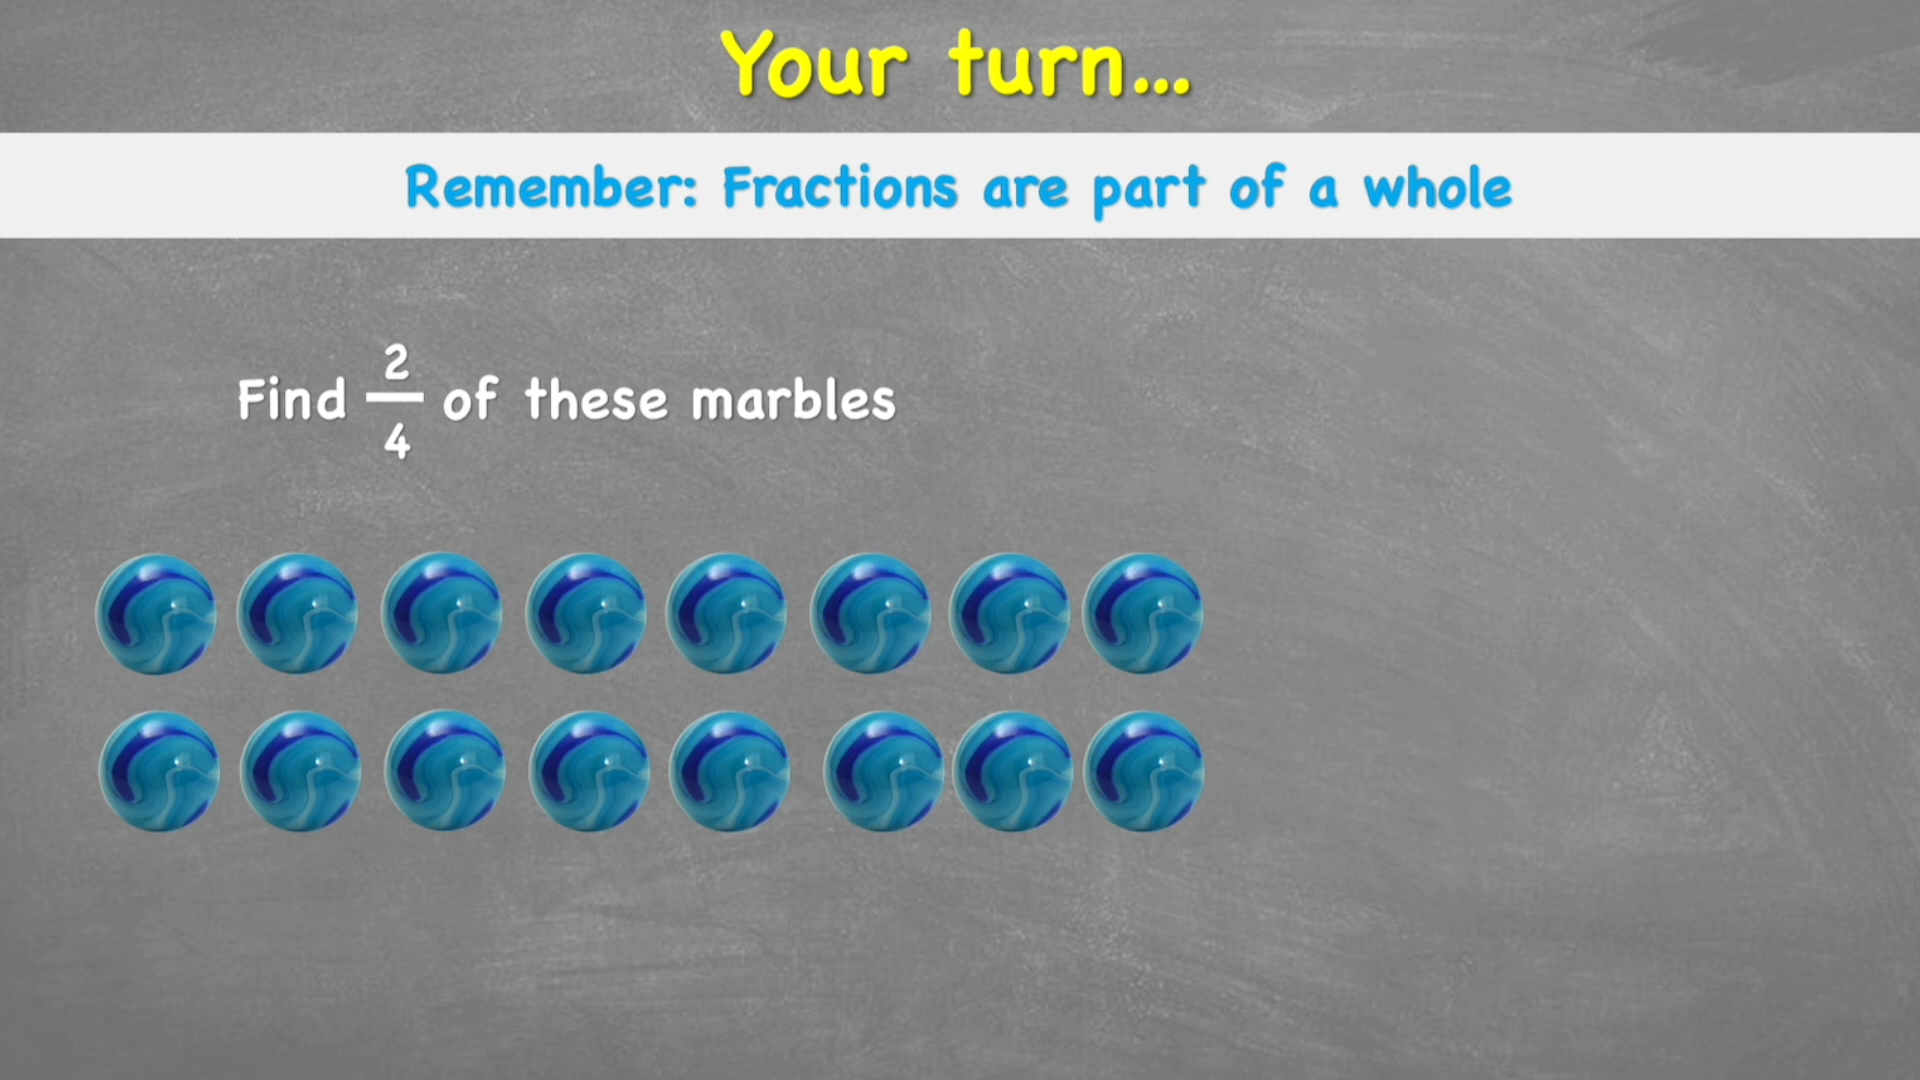 Your turn...
Remember: Fractions are part of a whole
Find 2/4 of these marbles